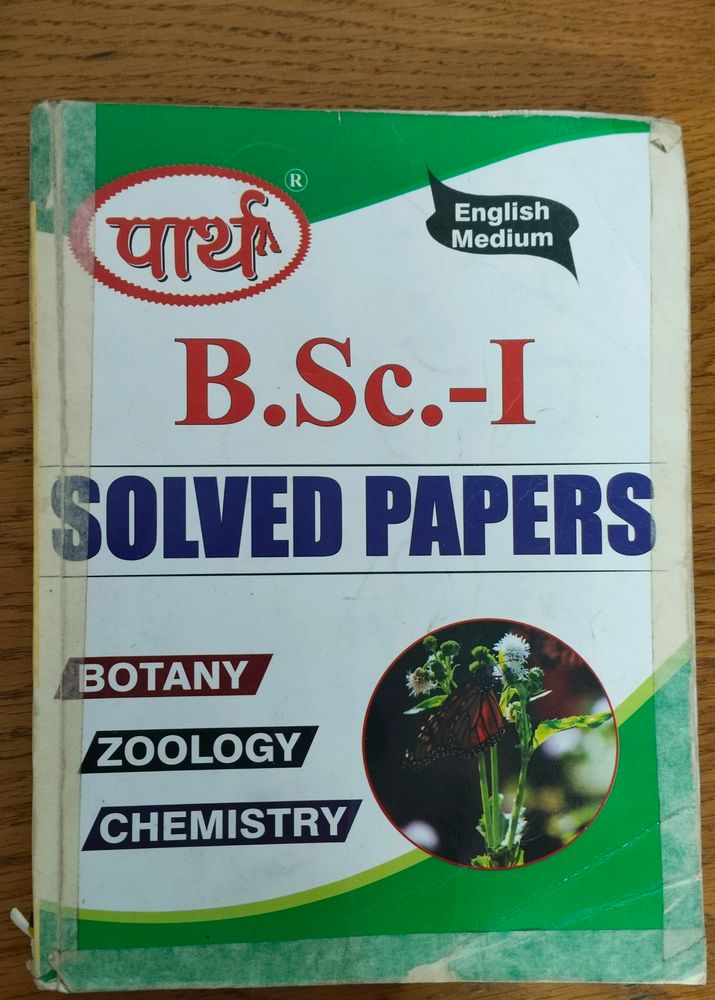 पार्थ
®
English
Medium
B.Sc.-I
SOLVED PAPERS
BOTANY
ZOOLOGY
CHEMISTRY